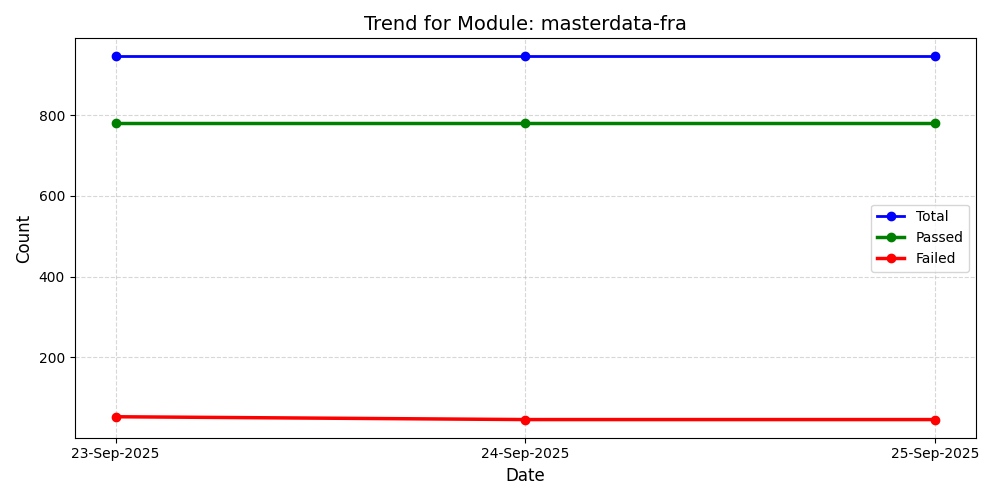 Trend for Module: masterdata-fra
Count
800
600
400
200
Total
Passed
Failed
23-Sep-2025
24-Sep-2025
25-Sep-2025
Date